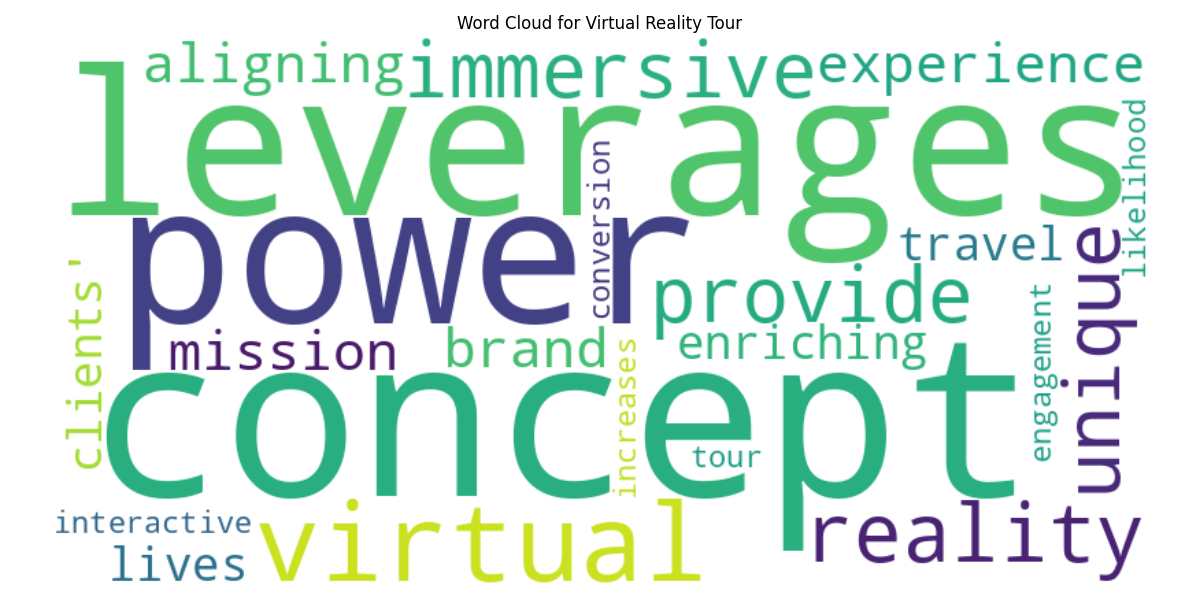 Word Cloud for Virtual Reality Tour
aligning
immersive
experience
leverages
likelihood
conversion
power
travel
unique
clients'
provide
mission
brand
enriching
increases
engagement
concept
tour
interactive
virtual
reality
lives